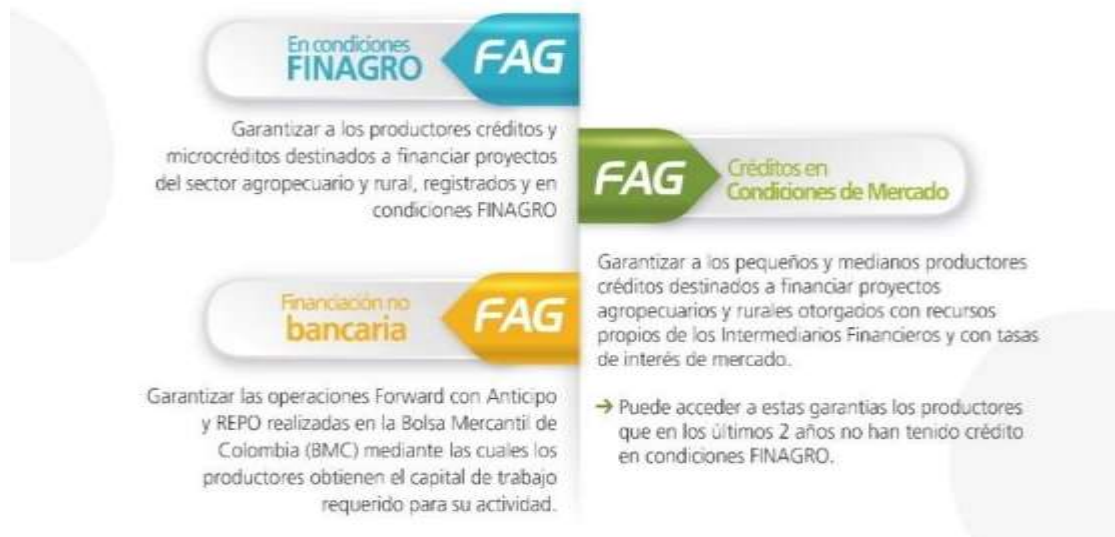 En condiciones
FINAGRO
FAG
Garantizar a los productores créditos y
microcréditos destinados a financiar proyectos
del sector agropecuario y rural, registrados y en
condiciones FINAGRO
FAG
Créditos en
Condiciones de Mercado
Garantizar a los pequeños y medianos productores
créditos destinados a financiar proyectos
agropecuarios y rurales otorgados con recursos
propios de los Intermediarios Financieros y con tasas
de interés de mercado.
→ Puede acceder a estas garantias los productores
que en los últimos 2 años no han tenido crédito
en condiciones FINAGRO.
Financiación no
bancaria
FAG
Garantizar las operaciones Forward con Anticipo
y REPO realizadas en la Bolsa Mercantil de
Colombia (BMC) mediante las cuales los
productores obtienen el capital de trabajo
requerido para su actividad.